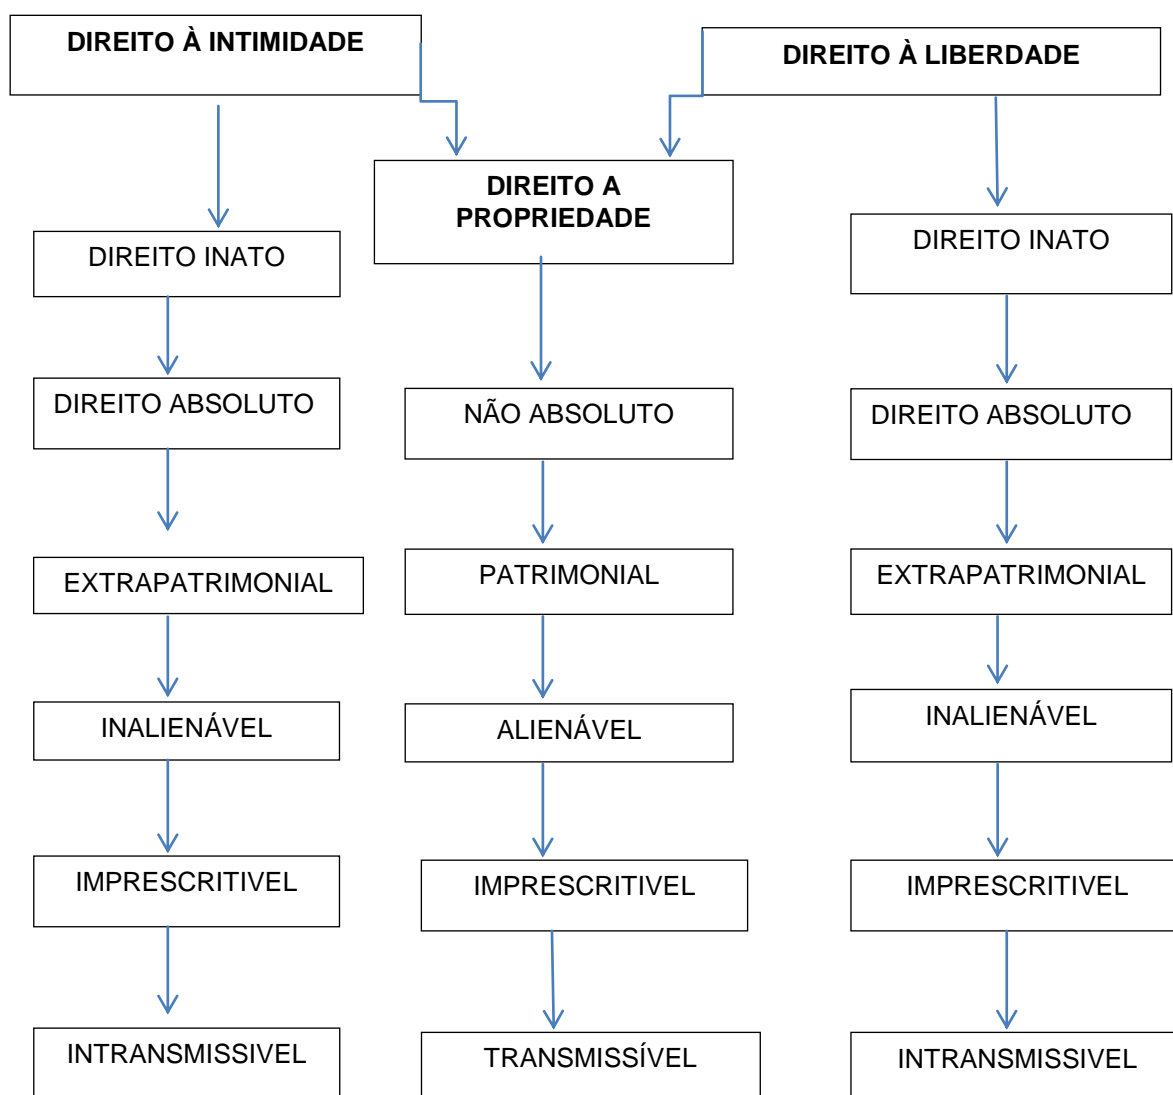 DIREITO À INTIMIDADE
DIREITO À LIBERDADE
DIREITO A
PROPRIEDADE
DIREITO INATO
DIREITO INATO
DIREITO ABSOLUTO
NÃO ABSOLUTO
DIREITO ABSOLUTO
EXTRAPATRIMONIAL
PATRIMONIAL
EXTRAPATRIMONIAL
INALIENÁVEL
ALIENÁVEL
INALIENÁVEL
IMPRESCRITIVEL
IMPRESCRITIVEL
IMPRESCRITIVEL
INTRANSMISSIVEL
TRANSMISSÍVEL
INTRANSMISSIVEL